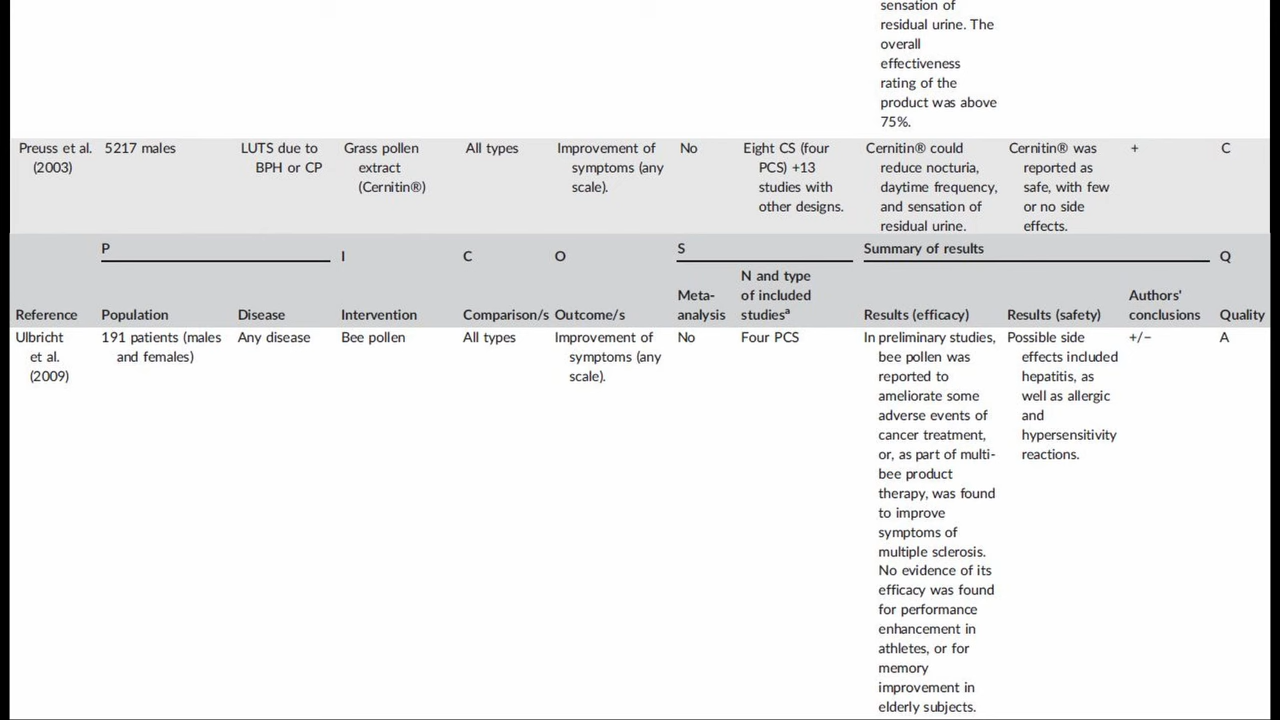 sensation of
residual urine. The
overall
effectiveness
rating of the
product was above
75%.
Preuss et al. 5217 males LUTS due to Grass pollen All types Improvement of No Eight CS (four Cernitin® could Cernitin® was + C
(2003) BPH or CP extract symptoms (any PCS) +13 reduce nocturia, reported as
(Cernitin®) scale). studies with daytime frequency, safe, with few
other designs. and sensation of or no side
residual urine. effects.
P S Summary of results
I C O Q
N and type
Meta- of included Authors'
Reference Population Disease Intervention Comparison/s Outcome/s analysis studiesᵃ Results (efficacy) Results (safety) conclusions Quality
Ulbricht 191 patients (males Any disease Bee pollen All types Improvement of No Four PCS In preliminary studies, Possible side +/− A
et al. and females) symptoms (any bee pollen was effects included
(2009) scale). reported to hepatitis, as
ameliorate some well as allergic
adverse events of and
cancer treatment, hypersensitivity
or, as part of multi- reactions.
bee product
therapy, was found
to improve
symptoms of
multiple sclerosis.
No evidence of its
efficacy was found
for performance
enhancement in
athletes, or for
memory
improvement in
elderly subjects.